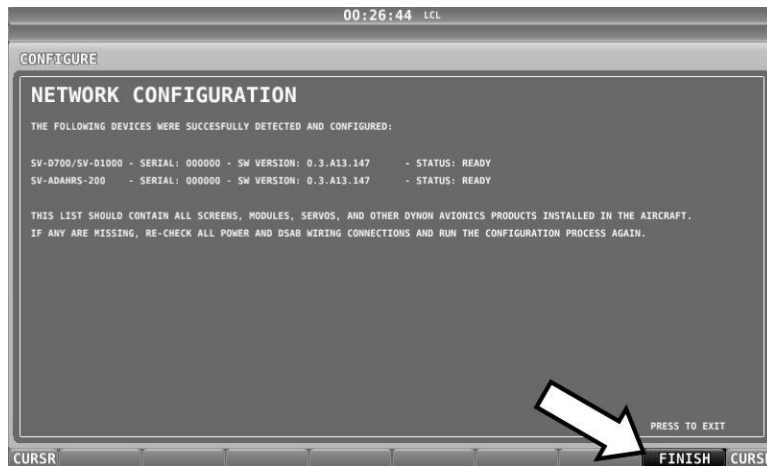 00:26:44 LCL
CONFIGURE
NETWORK CONFIGURATION
THE FOLLOWING DEVICES WERE SUCCESFULLY DETECTED AND CONFIGURED:
SV-D700/SV-D1000 - SERIAL: 000000 - SW VERSION: 0.3.A13.147 - STATUS: READY
SV-ADAHRS-200 - SERIAL: 000000 - SW VERSION: 0.3.A13.147 - STATUS: READY
THIS LIST SHOULD CONTAIN ALL SCREENS, MODULES, SERVOS, AND OTHER DYNON AVIONICS PRODUCTS INSTALLED IN THE AIRCRAFT.
IF ANY ARE MISSING, RE-CHECK ALL POWER AND DSAB WIRING CONNECTIONS AND RUN THE CONFIGURATION PROCESS AGAIN.
PRESS TO EXIT
CURSR FINISH CURS